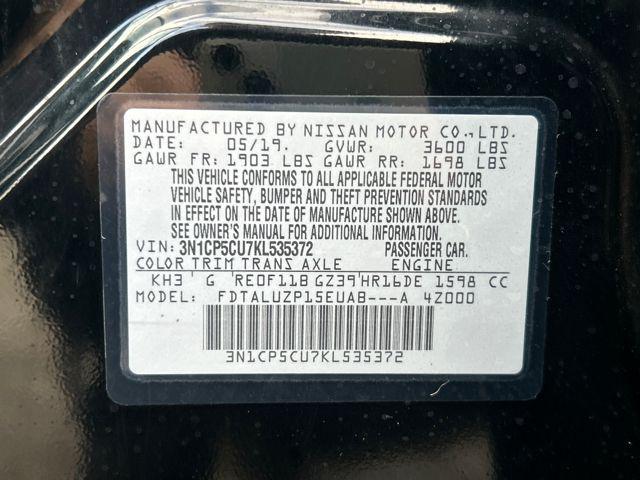 MANUFACTURED BY NISSAN MOTOR CO., LTD.
DATE: 05/19. GVWR: 3600 LBS
GAWR FR: 1903 LBS GAWR RR: 1698 LBS
THIS VEHICLE CONFORMS TO ALL APPLICABLE FEDERAL MOTOR
VEHICLE SAFETY, BUMPER AND THEFT PREVENTION STANDARDS
IN EFFECT ON THE DATE OF MANUFACTURE SHOWN ABOVE.
SEE OWNER'S MANUAL FOR ADDITIONAL INFORMATION.
VIN: 3N1CP5CU7KL535372 PASSENGER CAR.
COLOR TRIM TRANS AXLE ENGINE
KH3 G RE0F11B GZ39 HR16DE 1598 CC
MODEL: FDTALUZP15EUAB---A 4Z000
3N1CP5CU7KL535372